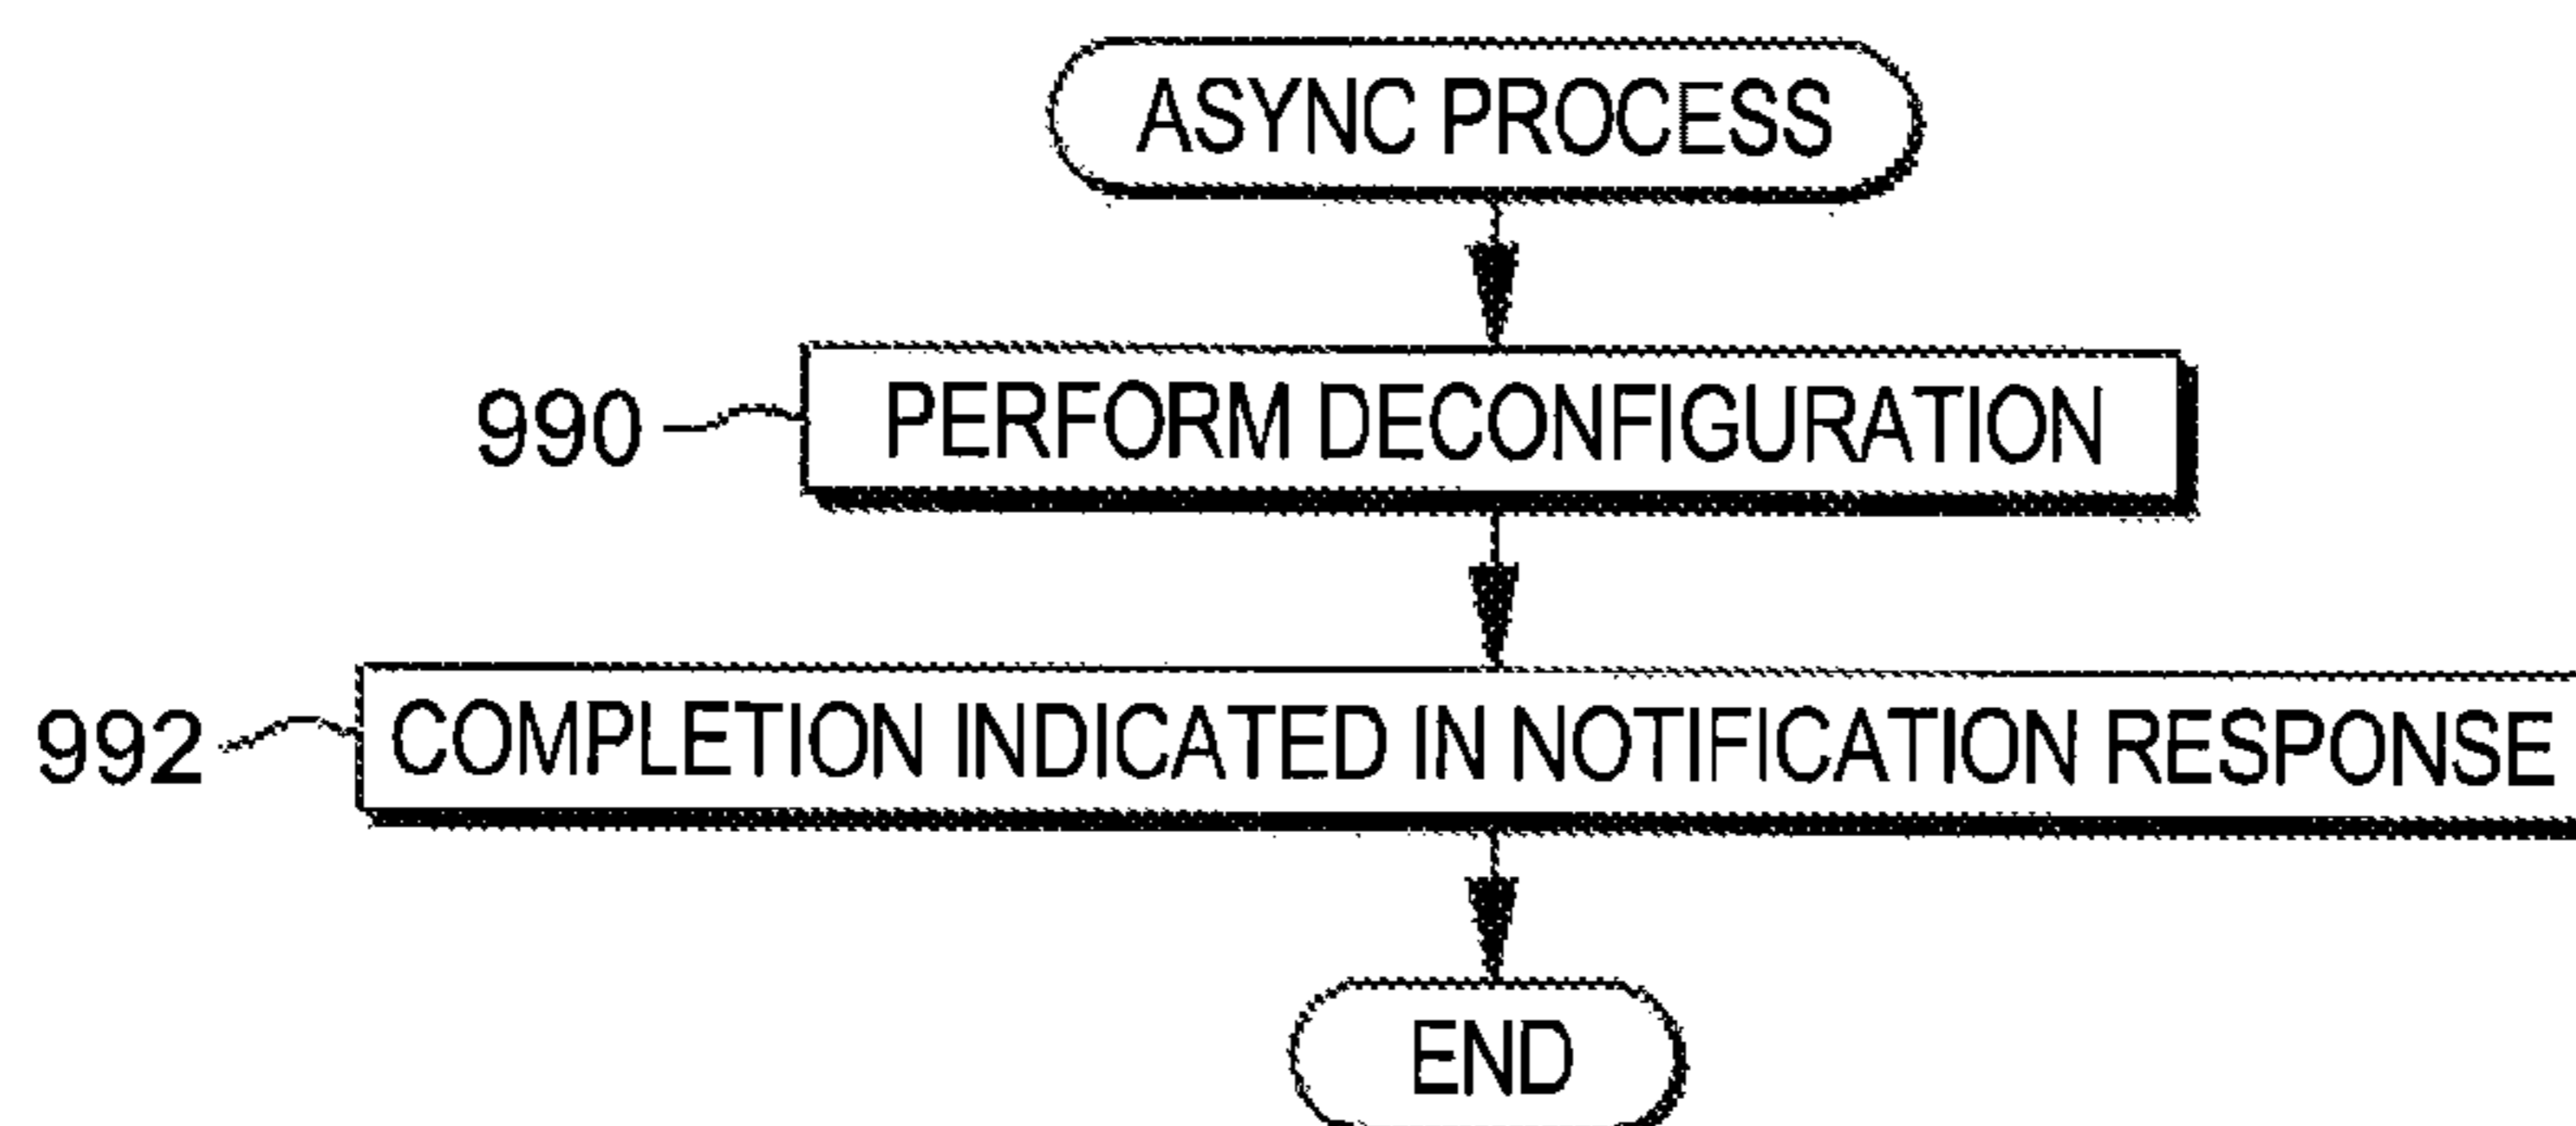 ASYNC PROCESS
990 PERFORM DECONFIGURATION
992 COMPLETION INDICATED IN NOTIFICATION RESPONSE
END